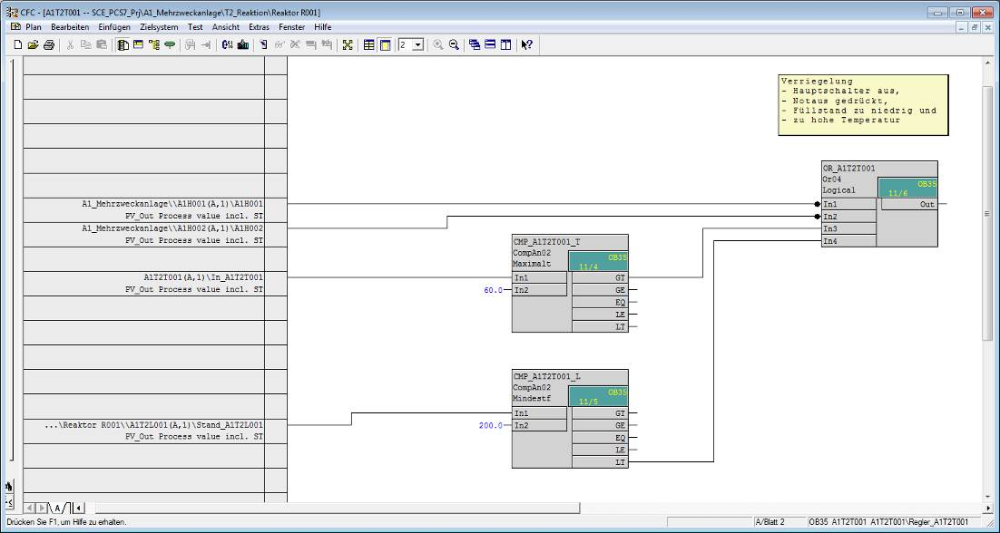 CFC - [A1T2T001 -- SCE_PCS7_Prj\A1_Mehrzweckanlage\T2_Reaktion\Reaktor R001]
Plan Bearbeiten Einfügen Zielsystem Test Ansicht Extras Fenster Hilfe
2
Verriegelung
- Hauptschalter aus,
- Notaus gedrückt,
- Füllstand zu niedrig und
- zu hohe Temperatur
OR_A1T2T001
Or04
Logical
OB35
11/6
In1
Out
In2
In3
In4
A1_Mehrzweckanlage\\A1H001(A,1)\A1H001
PV_Out Process value incl. ST
A1_Mehrzweckanlage\\A1H002(A,1)\A1H002
PV_Out Process value incl. ST
A1T2T001(A,1)\In_A1T2T001
PV_Out Process value incl. ST
CMP_A1T2T001_T
CompAn02
Maximalt
OB35
11/4
In1
GT
60.0
In2
GE
EQ
LE
LT
CMP_A1T2T001_L
CompAn02
Mindestf
OB35
11/5
In1
GT
200.0
In2
GE
EQ
LE
LT
...\Reaktor R001\\A1T2L001(A,1)\Stand_A1T2L001
PV_Out Process value incl. ST
A
Drücken Sie F1, um Hilfe zu erhalten.
A/Blatt 2
OB35 A1T2T001 A1T2T001\Regler_A1T2T001